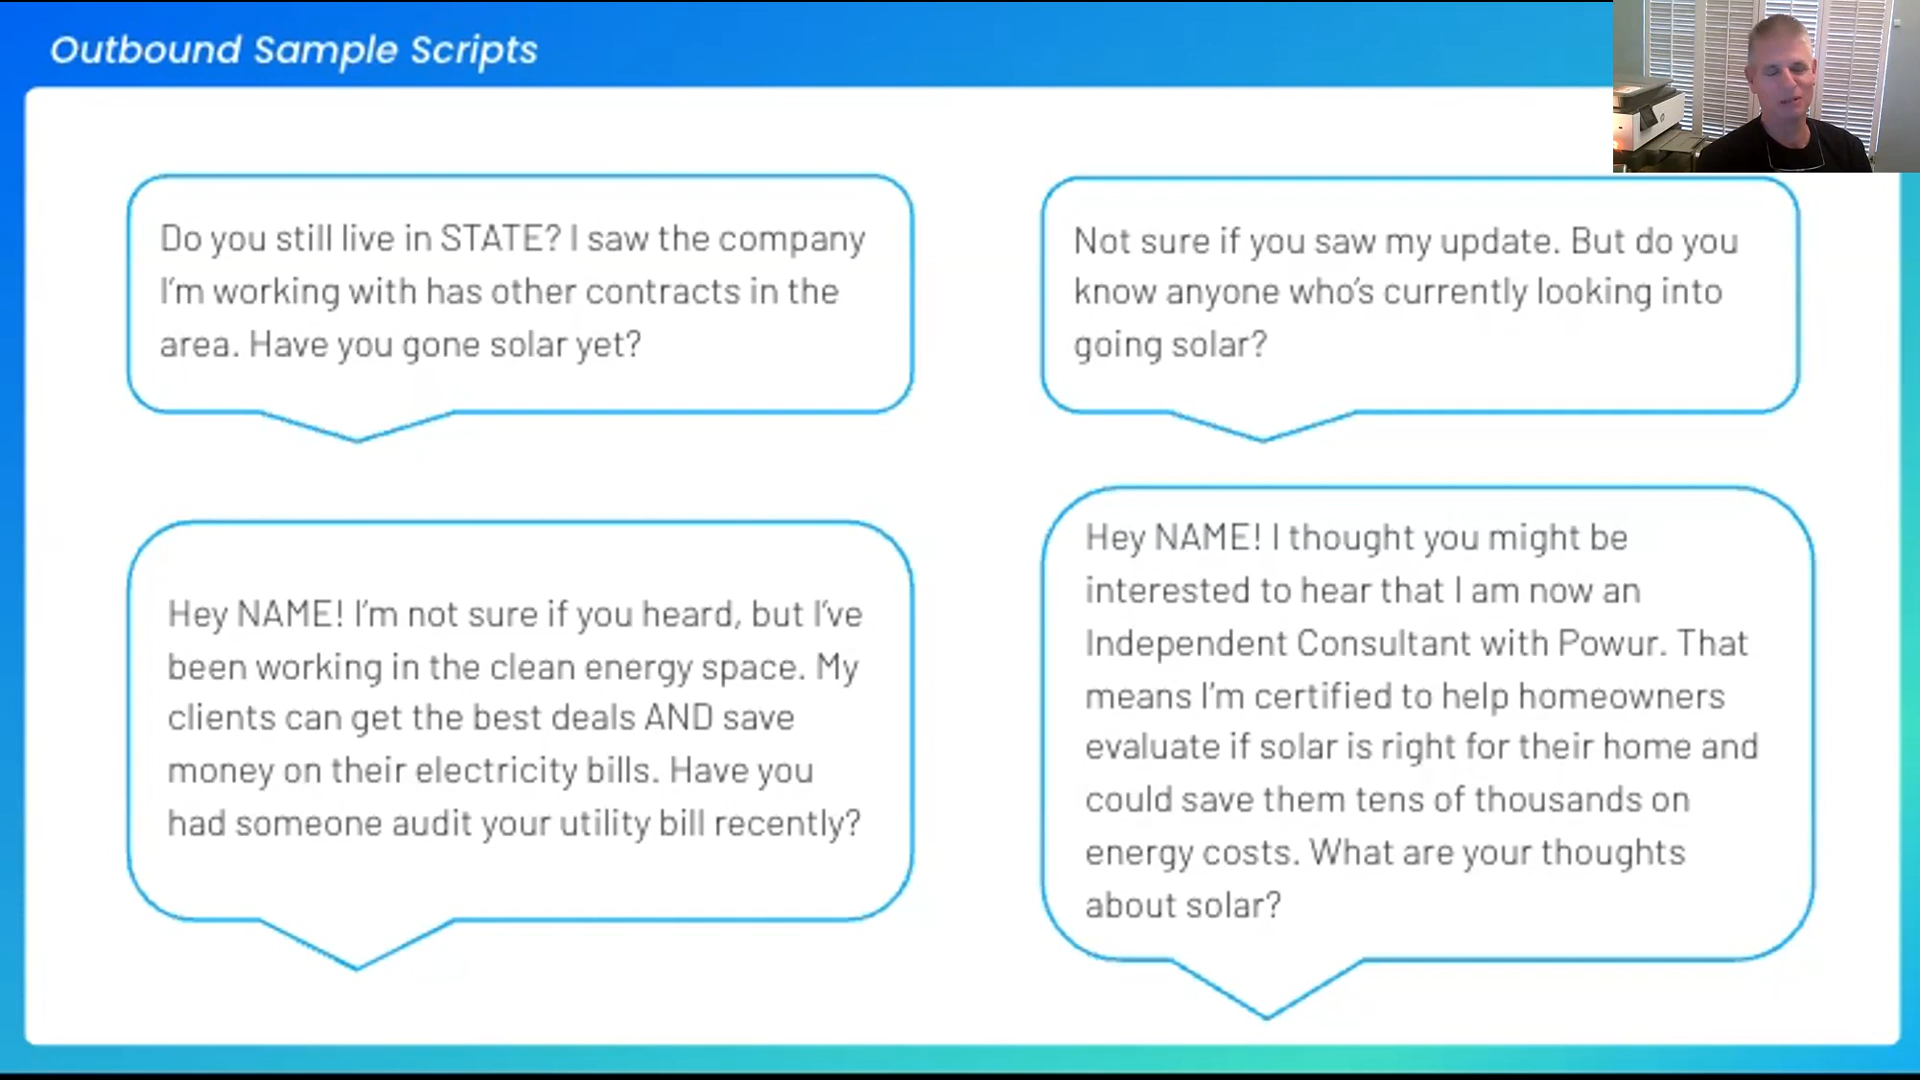 Outbound Sample Scripts
Do you still live in STATE? I saw the company
I'm working with has other contracts in the
area. Have you gone solar yet?
Not sure if you saw my update. But do you
know anyone who's currently looking into
going solar?
Hey NAME! I'm not sure if you heard, but I've
been working in the clean energy space. My
clients can get the best deals AND save
money on their electricity bills. Have you
had someone audit your utility bill recently?
Hey NAME! I thought you might be
interested to hear that I am now an
Independent Consultant with Powur. That
means I'm certified to help homeowners
evaluate if solar is right for their home and
could save them tens of thousands on
energy costs. What are your thoughts
about solar?